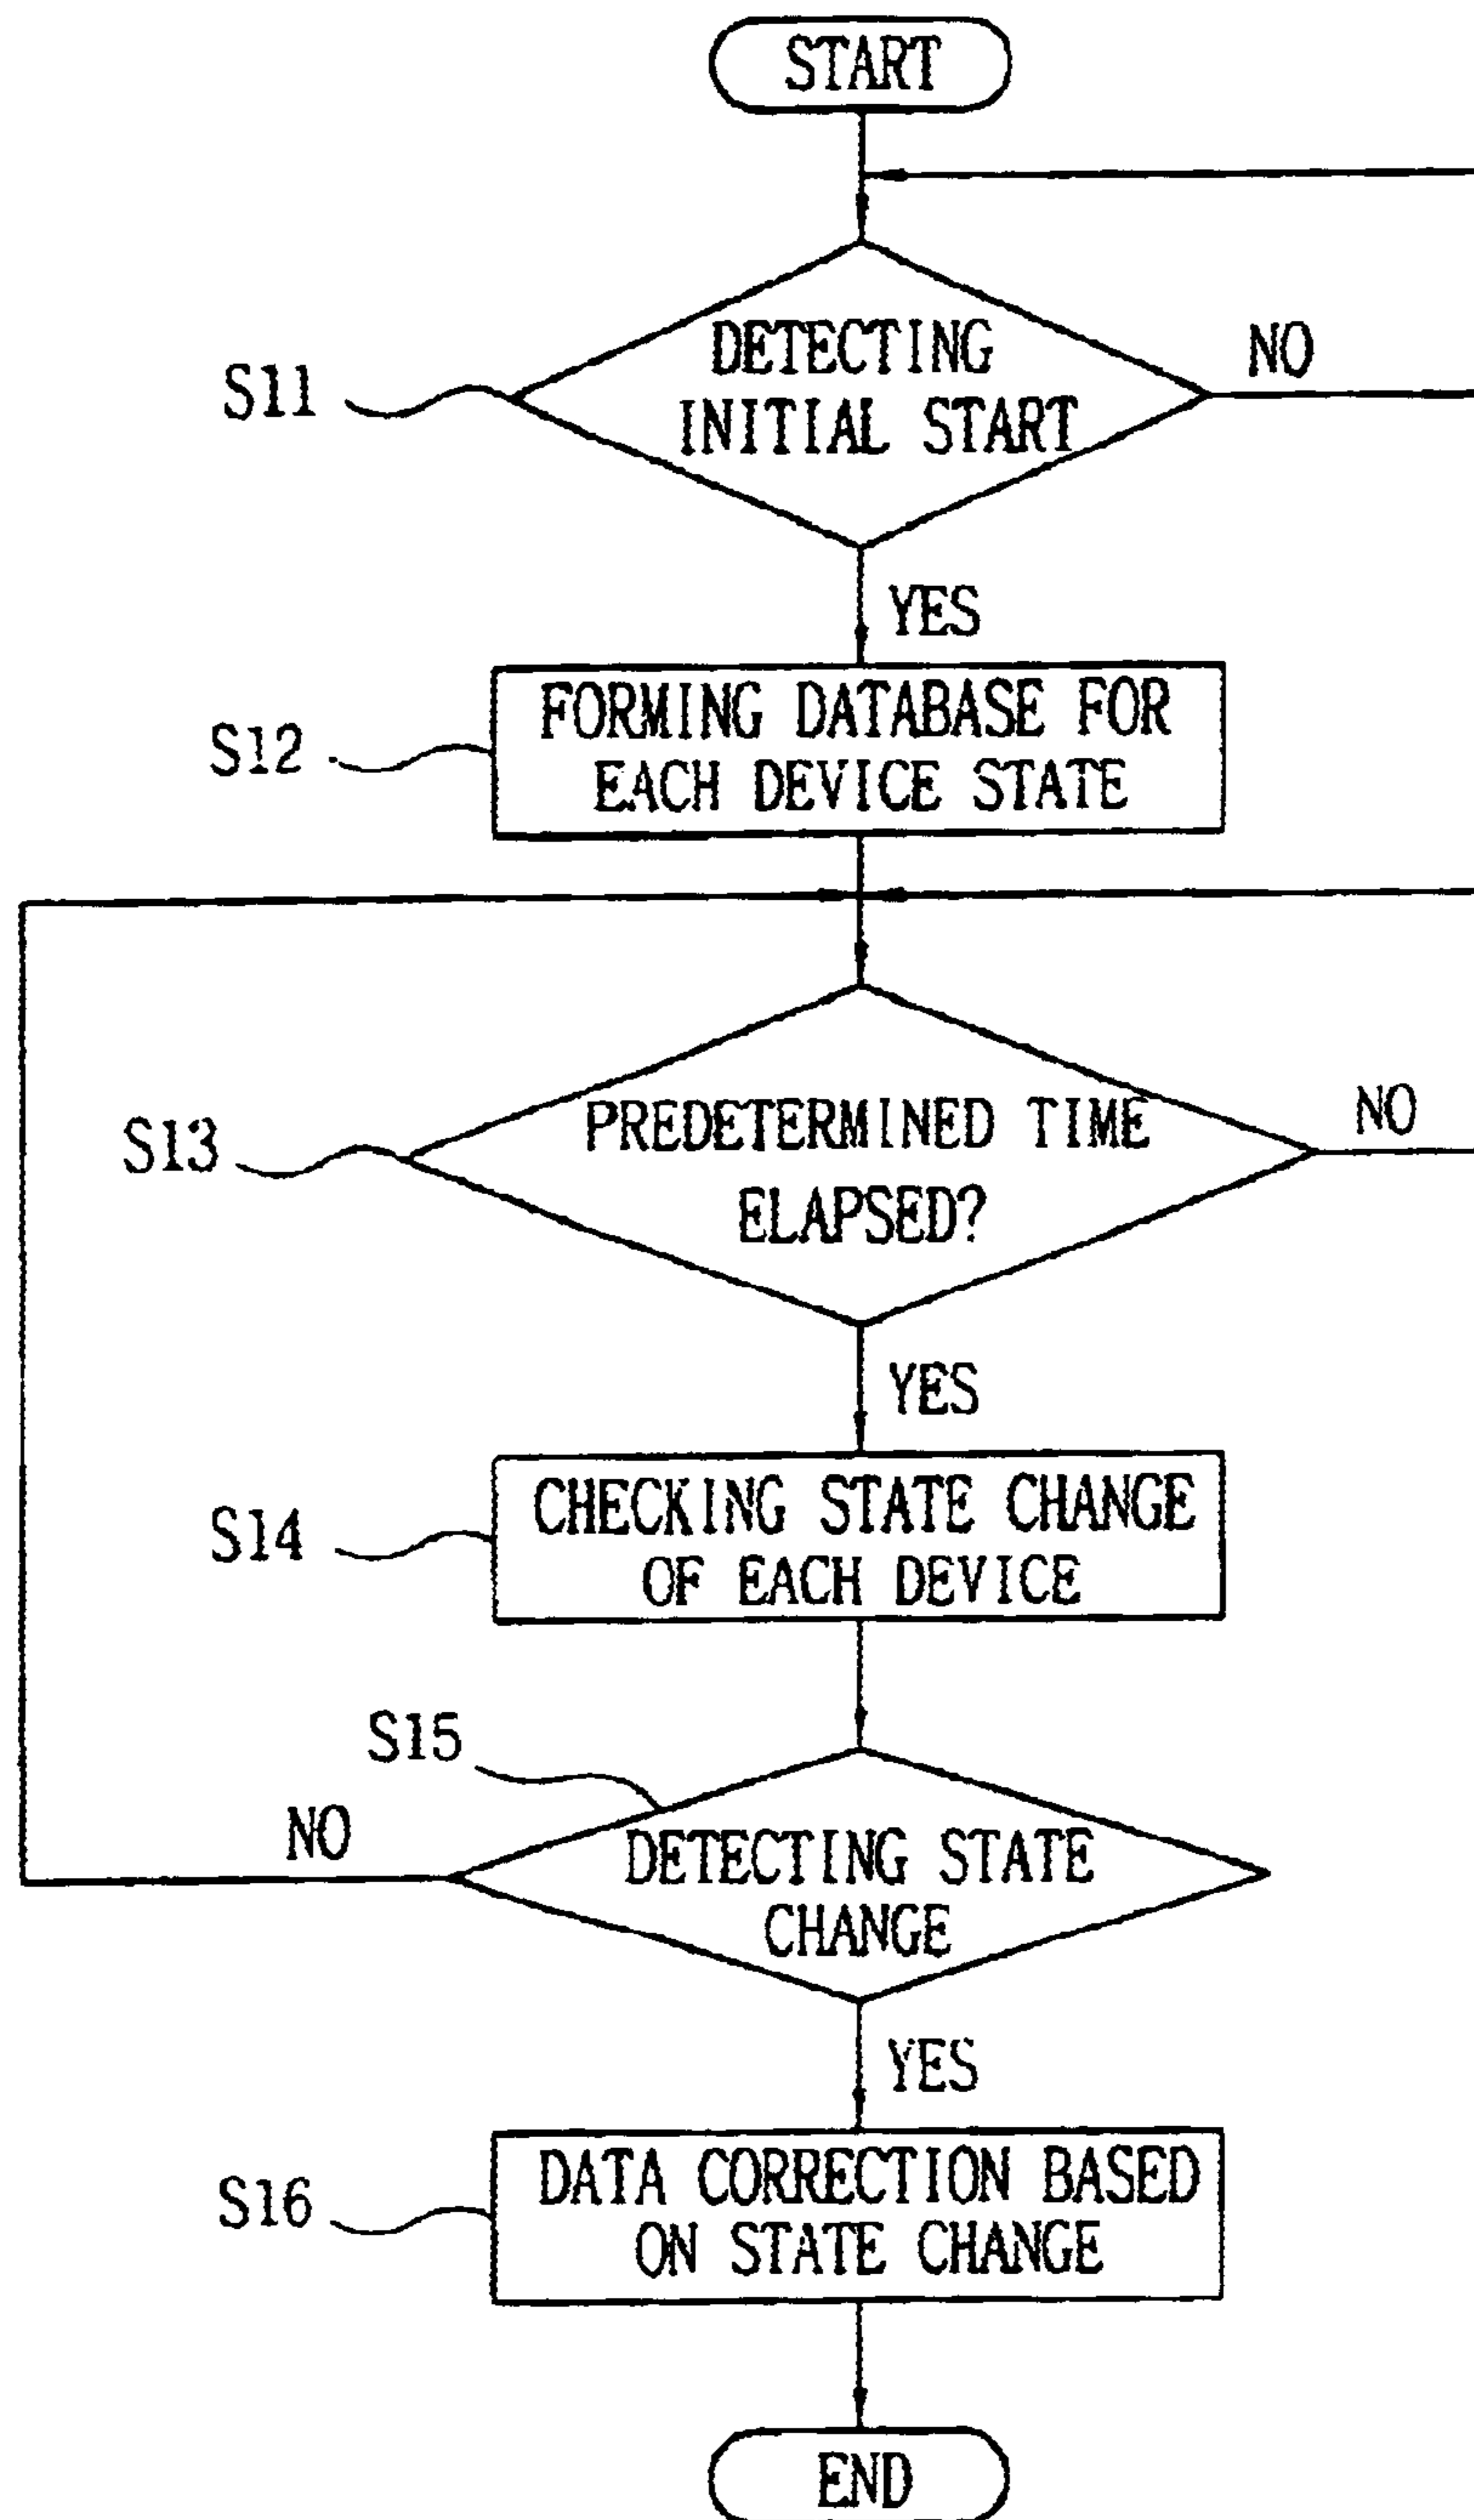 START
DETECTING
INITIAL START
NO
S11
YES
FORMING DATABASE FOR
EACH DEVICE STATE
S12
PREDETERMINED TIME
ELAPSED?
NO
S13
YES
CHECKING STATE CHANGE
OF EACH DEVICE
S14
S15
NO
DETECTING STATE
CHANGE
YES
DATA CORRECTION BASED
ON STATE CHANGE
S16
END